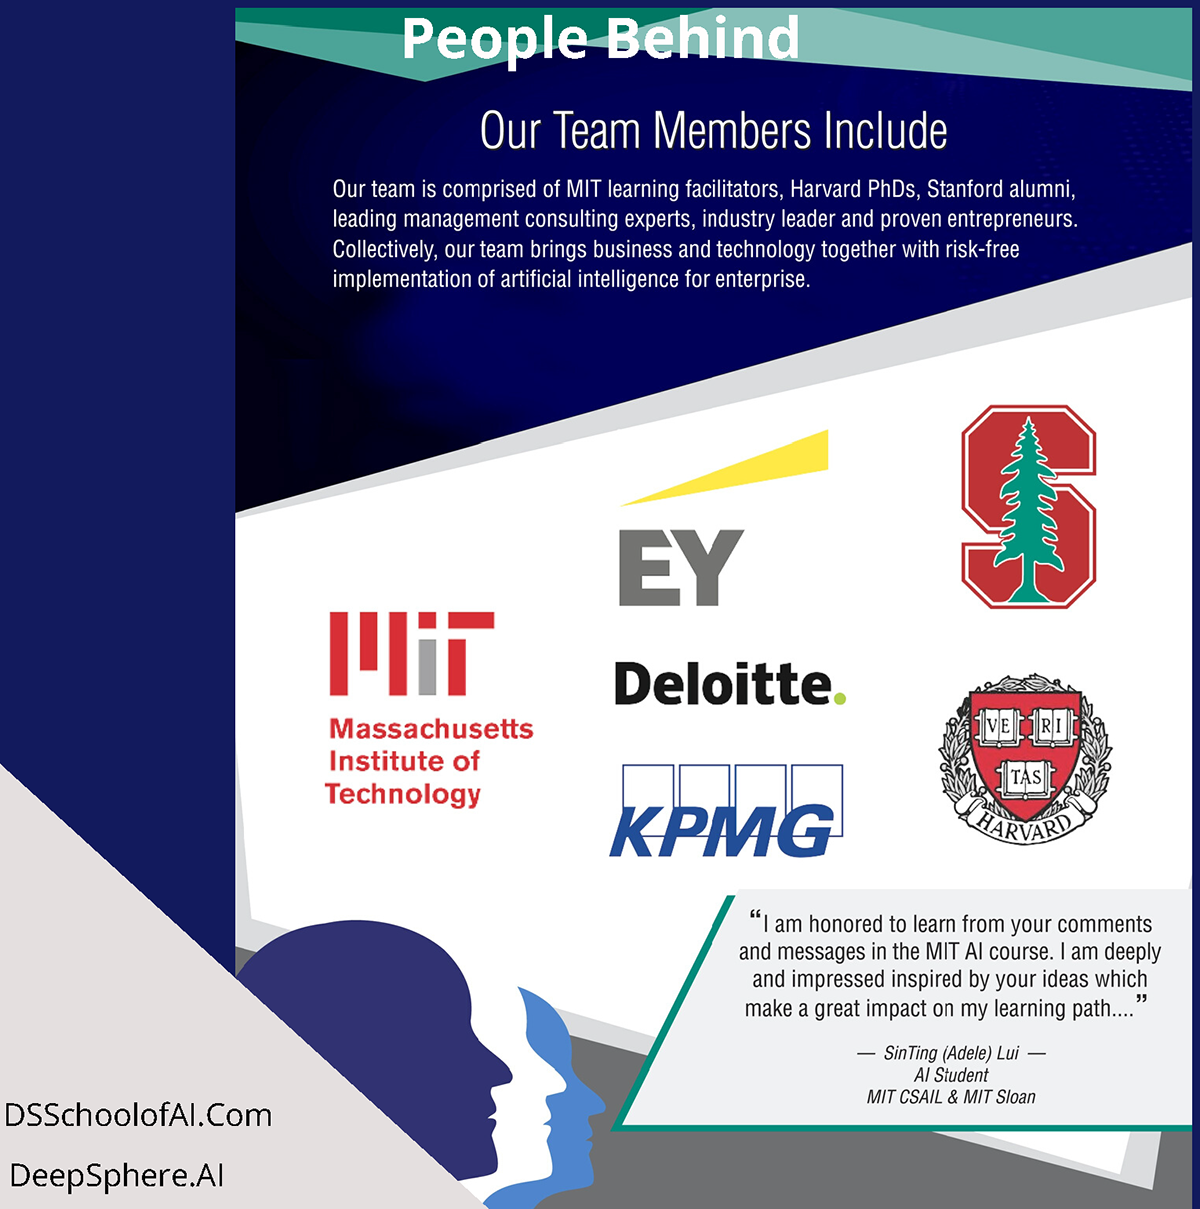 People Behind
Our Team Members Include
Our team is comprised of MIT learning facilitators, Harvard PhDs, Stanford alumni,
leading management consulting experts, industry leader and proven entrepreneurs.
Collectively, our team brings business and technology together with risk-free
implementation of artificial intelligence for enterprise.
MIT
Massachusetts
Institute of
Technology
EY
Deloitte.
KPMG
S
VE RI
TAS
HARVARD
“I am honored to learn from your comments
and messages in the MIT AI course. I am deeply
and impressed inspired by your ideas which
make a great impact on my learning path....”
— SinTing (Adele) Lui —
AI Student
MIT CSAIL & MIT Sloan
DSSchoolofAI.Com
DeepSphere.AI